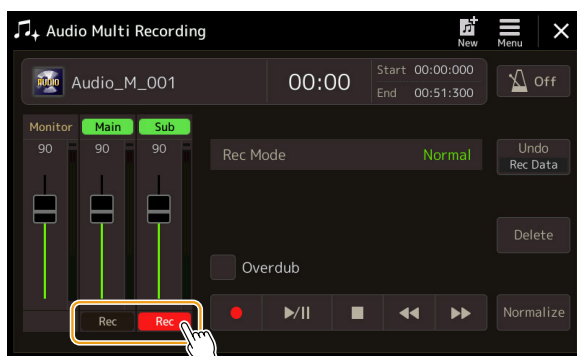 Audio Multi Recording
New
Menu
AUDIO
Audio_M_001
00:00
Start 00:00:000
End 00:51:300
Off
Monitor
Main
Sub
90
90
90
Rec Mode
Normal
Undo
Rec Data
Delete
Overdub
Rec
Rec
Normalize